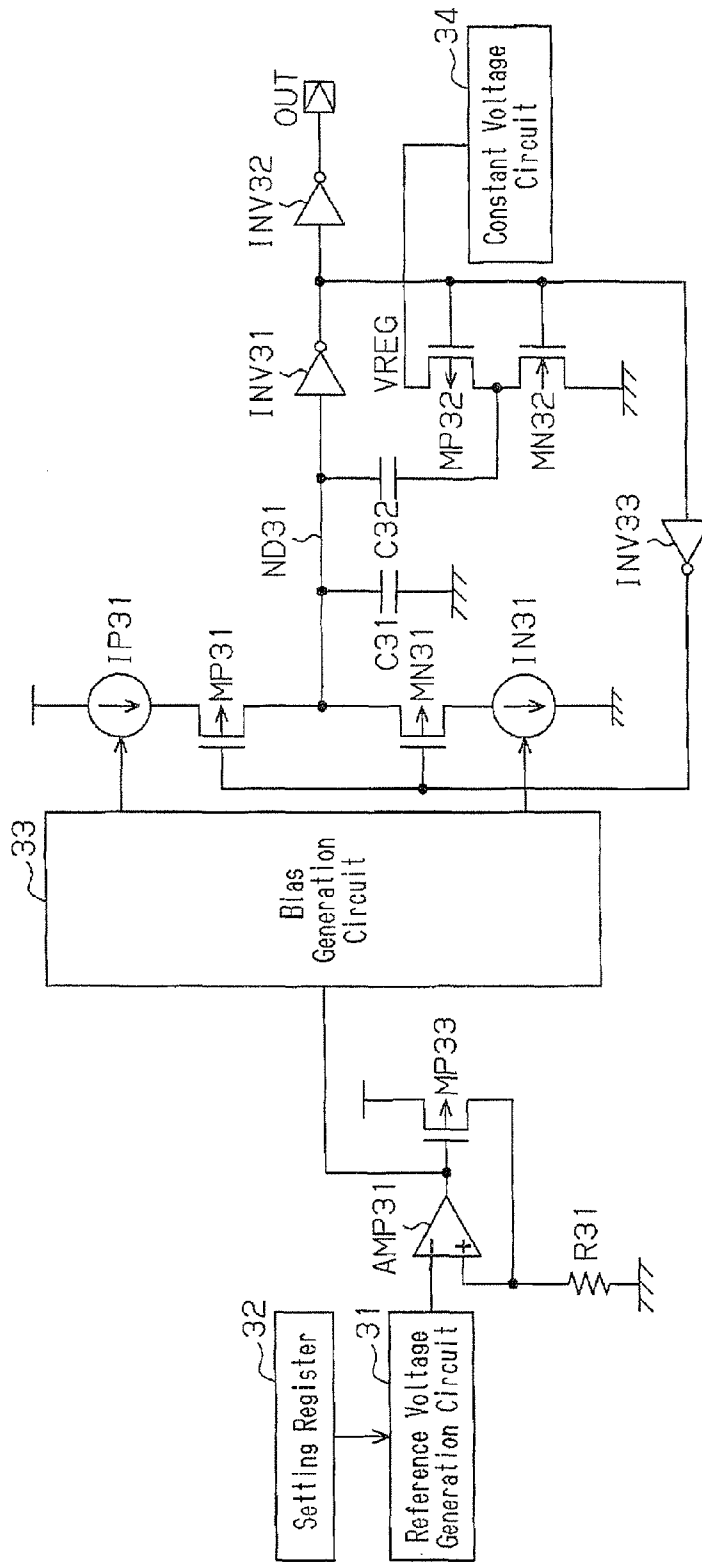 32
Setting Register
31
Reference Voltage
Generation Circuit
AMP31
-
+
MP33
R31
33
Bias
Generation
Circuit
IP31
MP31
MN31
IN31
ND31
C31
C32
INV31
INV32
OUT
VREG
MP32
MN32
INV33
34
Constant Voltage
Circuit